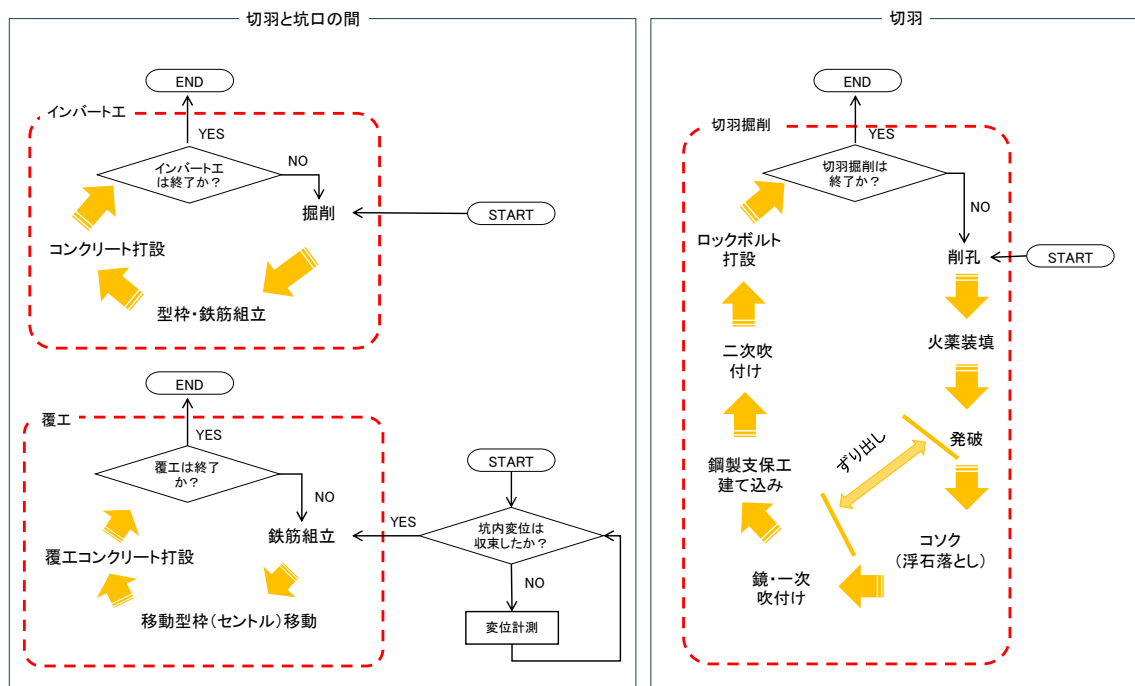 切羽と坑口の間
END
インバート工
YES
インバート工
は終了か？
NO
掘削
START
コンクリート打設
型枠・鉄筋組立
END
覆工
YES
覆工は終了
か？
NO
鉄筋組立
YES
START
坑内変位は
収束したか？
NO
変位計測
覆工コンクリート打設
移動型枠（セントル）移動
切羽
END
切羽掘削
YES
切羽掘削は
終了か？
NO
ロックボルト
打設
削孔
START
火薬装填
二次吹
付け
発破
ずり出し
鋼製支保工
建て込み
コソク
（浮石落とし）
鏡・一次
吹付け